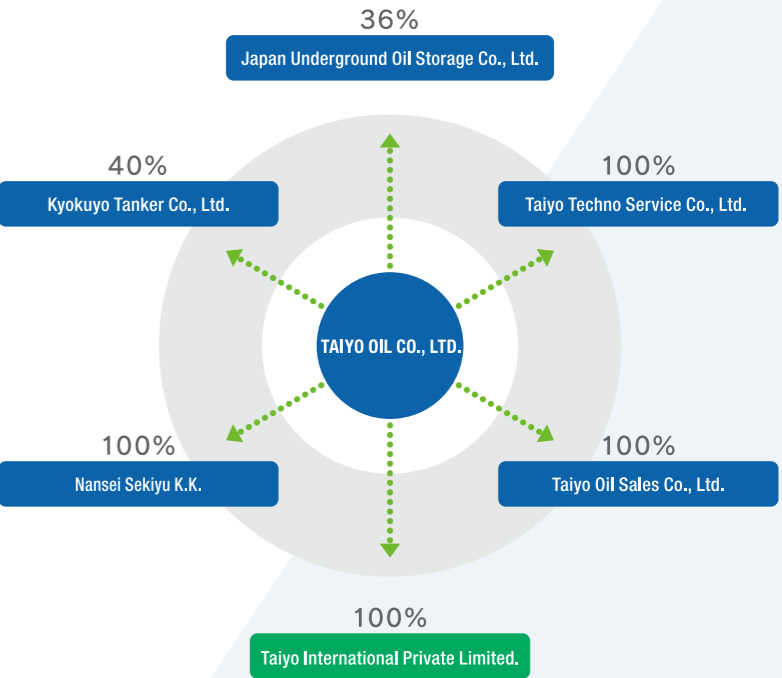 36%
Japan Underground Oil Storage Co., Ltd.
40%
Kyokuyo Tanker Co., Ltd.
100%
Taiyo Techno Service Co., Ltd.
TAIYO OIL CO., LTD.
100%
Nansei Sekiyu K.K.
100%
Taiyo Oil Sales Co., Ltd.
100%
Taiyo International Private Limited.